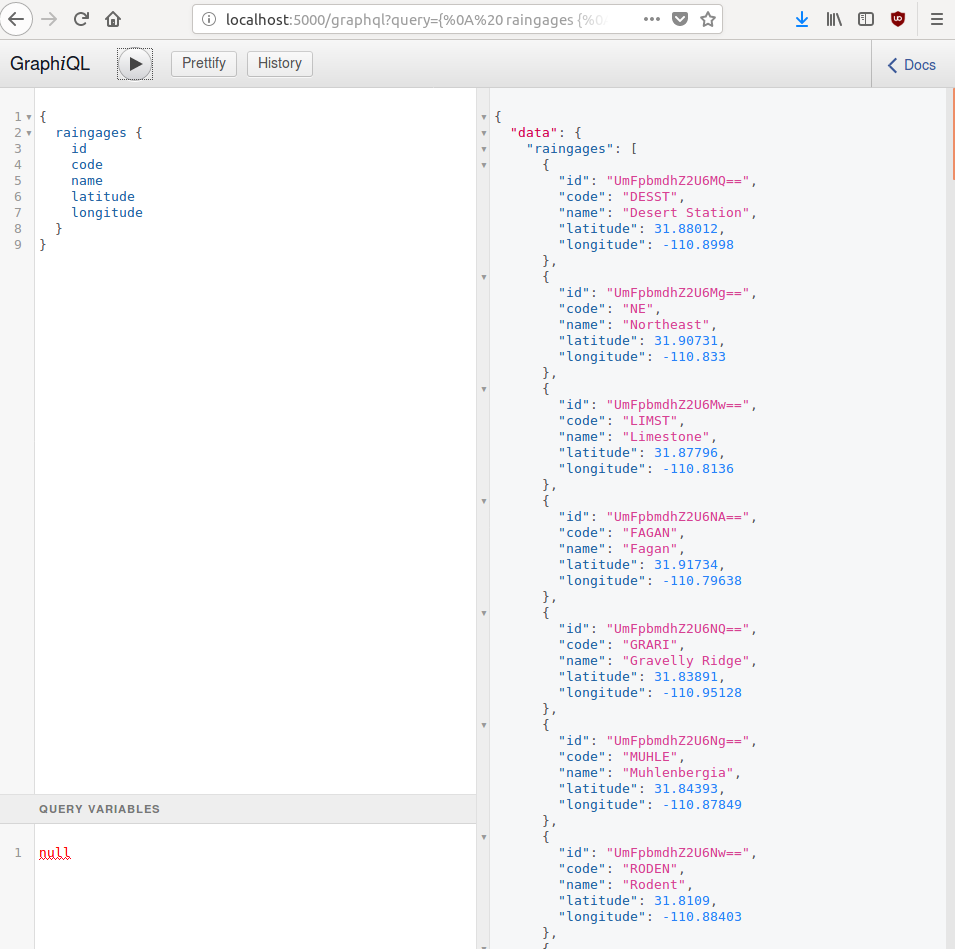 localhost:5000/graphql?query={%0A%20 raingages {%0
GraphiQL
Prettify
History
Docs
1 {
2 raingages {
3 id
4 code
5 name
6 latitude
7 longitude
8 }
9 }
QUERY VARIABLES
1 null
{
"data": {
"raingages": [
{
"id": "UmFpbmdhZ2U6MQ==",
"code": "DESST",
"name": "Desert Station",
"latitude": 31.88012,
"longitude": -110.8998
},
{
"id": "UmFpbmdhZ2U6Mg==",
"code": "NE",
"name": "Northeast",
"latitude": 31.90731,
"longitude": -110.833
},
{
"id": "UmFpbmdhZ2U6Mw==",
"code": "LIMST",
"name": "Limestone",
"latitude": 31.87796,
"longitude": -110.8136
},
{
"id": "UmFpbmdhZ2U6NA==",
"code": "FAGAN",
"name": "Fagan",
"latitude": 31.91734,
"longitude": -110.79638
},
{
"id": "UmFpbmdhZ2U6NQ==",
"code": "GRARI",
"name": "Gravelly Ridge",
"latitude": 31.83891,
"longitude": -110.95128
},
{
"id": "UmFpbmdhZ2U6Ng==",
"code": "MUHLE",
"name": "Muhlenbergia",
"latitude": 31.84393,
"longitude": -110.87849
},
{
"id": "UmFpbmdhZ2U6Nw==",
"code": "RODEN",
"name": "Rodent",
"latitude": 31.8109,
"longitude": -110.88403
},
{